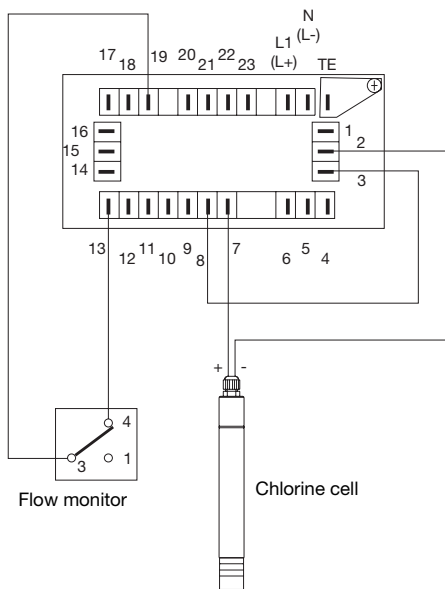 N
L1 (L-)
(L+) TE
17 18 19 20 21 22 23
16 1
15 2
14 3
13 12 11 10 9 8 7 6 5 4
+ -
4
3 1
Flow monitor
Chlorine cell